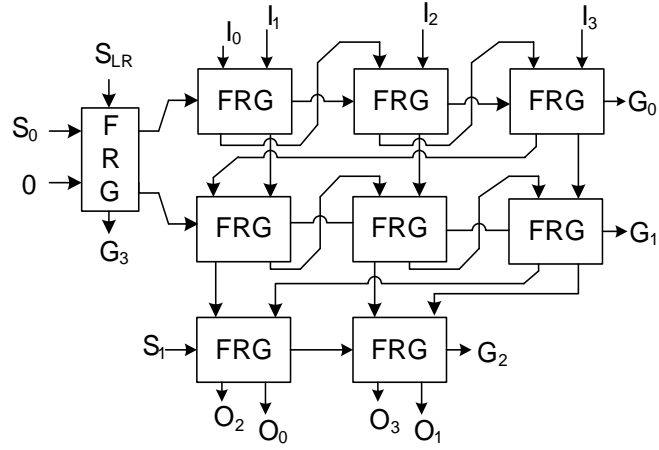 I₀ I₁ I₂ I₃
S_LR
FRG FRG FRG G₀
S₀
F
R
G
0
G₃
FRG FRG FRG G₁
S₁ FRG FRG G₂
O₂ O₀ O₃ O₁